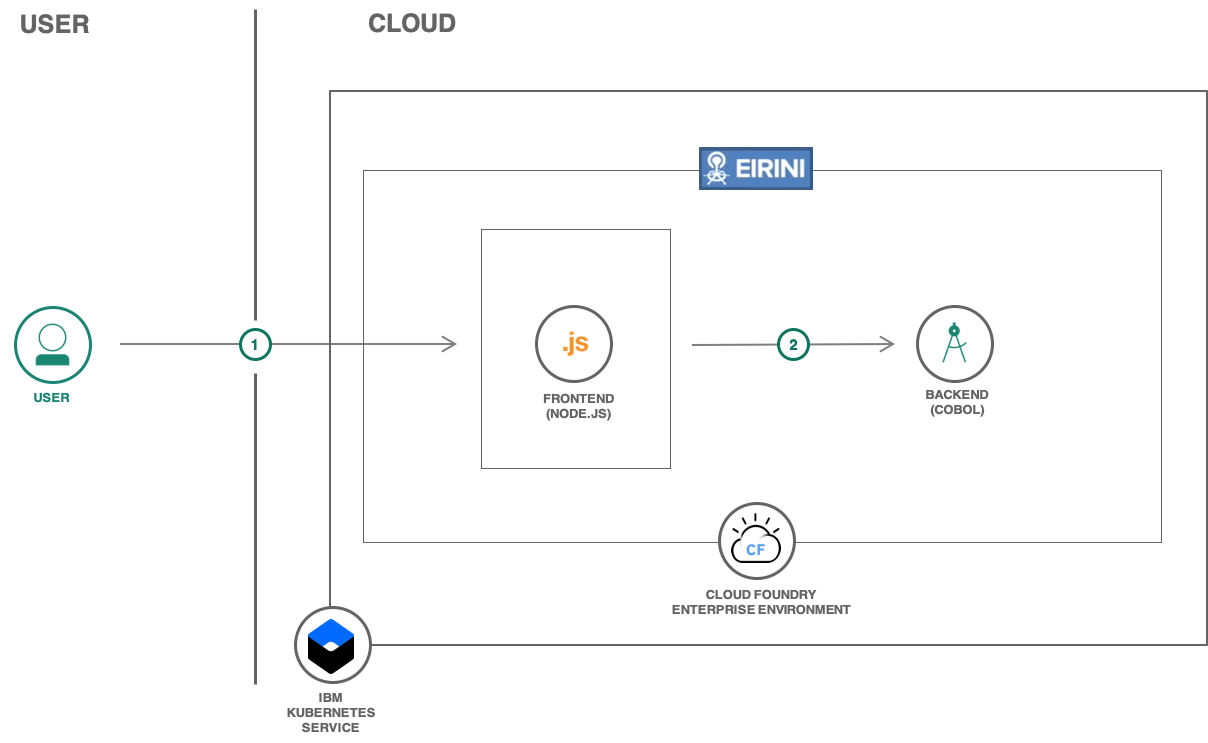 USER
CLOUD
EIRINI
1
.js
2
USER
FRONTEND
(NODE.JS)
BACKEND
(COBOL)
CF
CLOUD FOUNDRY
ENTERPRISE ENVIRONMENT
IBM
KUBERNETES
SERVICE